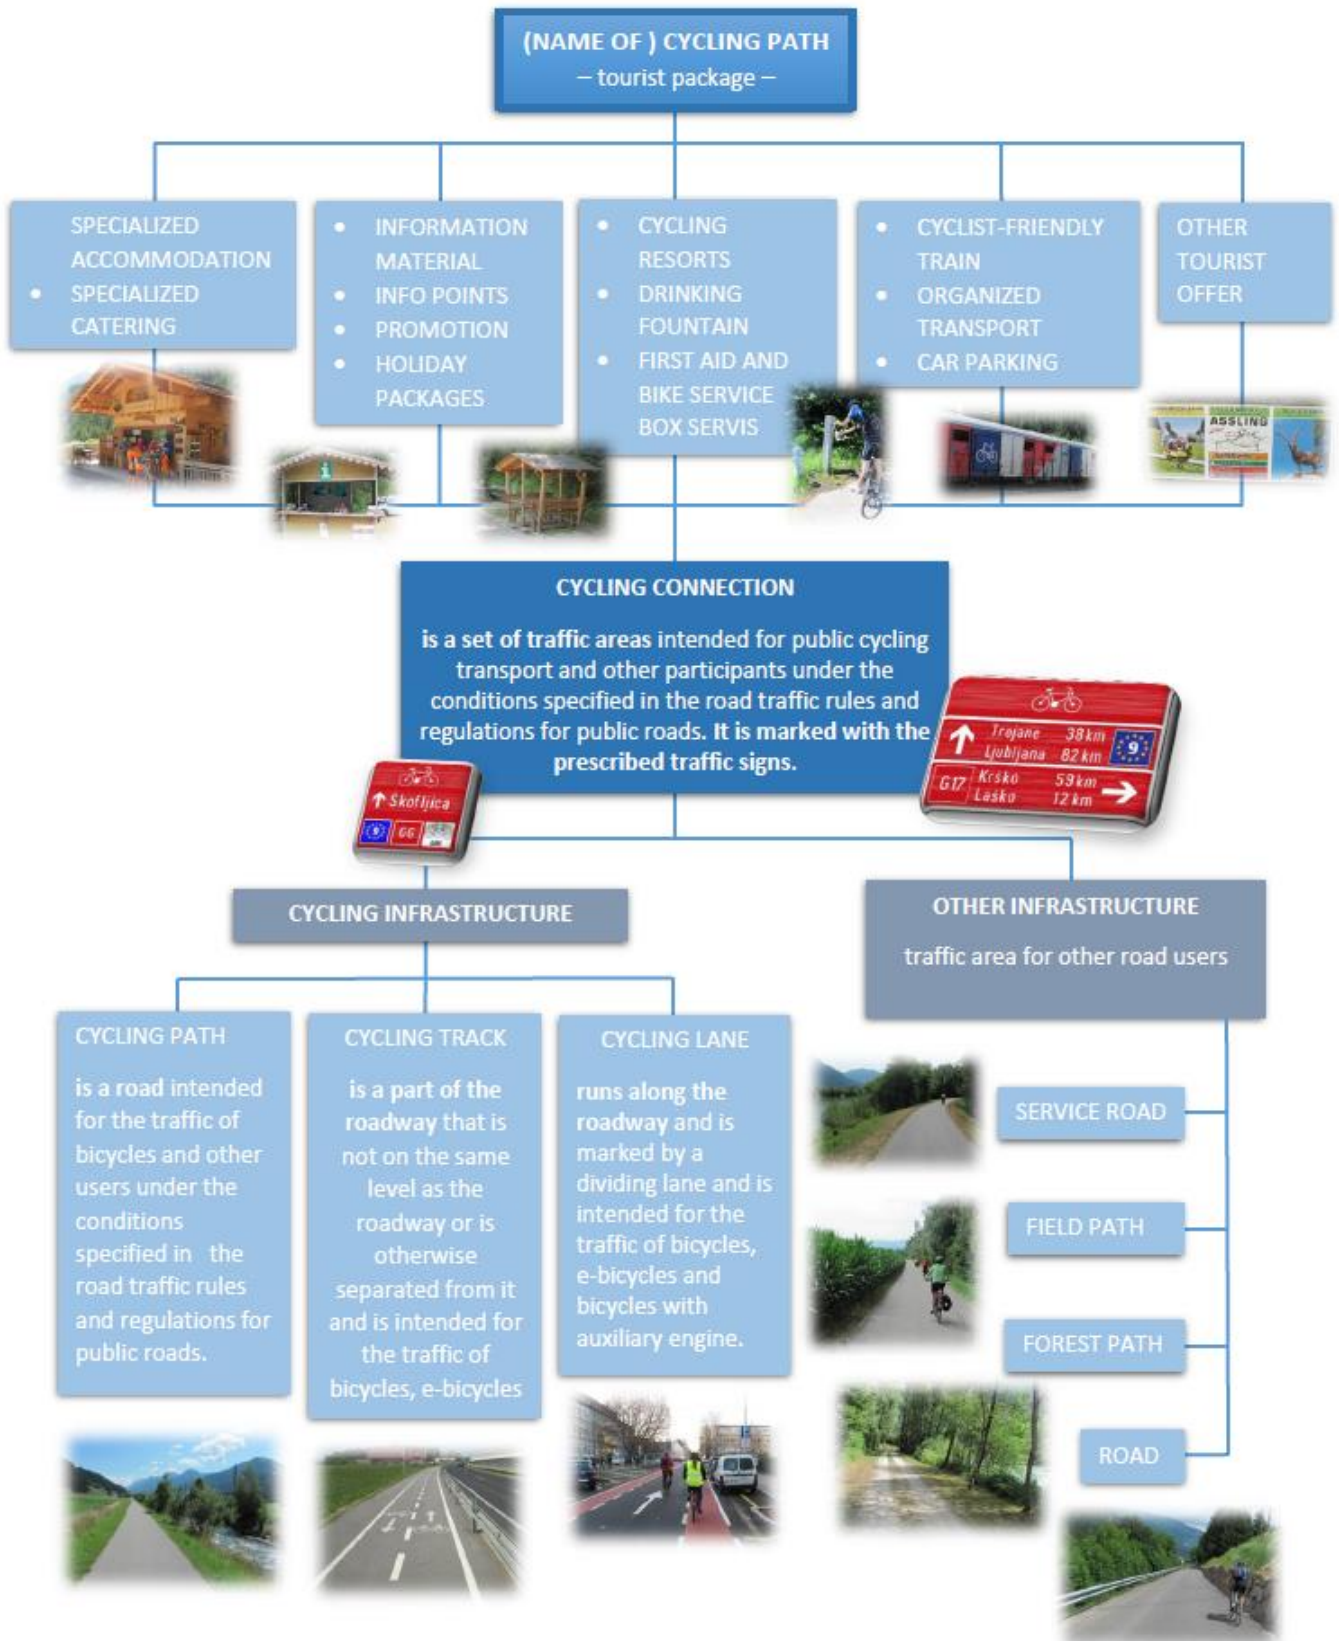 (NAME OF ) CYCLING PATH
– tourist package –
SPECIALIZED
ACCOMMODATION
• SPECIALIZED
CATERING
• INFORMATION
MATERIAL
• INFO POINTS
• PROMOTION
• HOLIDAY
PACKAGES
• CYCLING
RESORTS
• DRINKING
FOUNTAIN
• FIRST AID AND
BIKE SERVICE
BOX SERVIS
• CYCLIST-FRIENDLY
TRAIN
• ORGANIZED
TRANSPORT
• CAR PARKING
OTHER
TOURIST
OFFER
i
ASSLING
CYCLING CONNECTION
is a set of traffic areas intended for public cycling
transport and other participants under the
conditions specified in the road traffic rules and
regulations for public roads. It is marked with the
prescribed traffic signs.
Trojane 38 km
Ljubljana 82 km
9
G17 Krško 59 km
Laško 12 km
Škofljica
9 G6
CYCLING INFRASTRUCTURE
OTHER INFRASTRUCTURE
traffic area for other road users
CYCLING PATH
is a road intended
for the traffic of
bicycles and other
users under the
conditions
specified in the
road traffic rules
and regulations for
public roads.
CYCLING TRACK
is a part of the
roadway that is
not on the same
level as the
roadway or is
otherwise
separated from it
and is intended for
the traffic of
bicycles, e-bicycles
CYCLING LANE
runs along the
roadway and is
marked by a
dividing lane and is
intended for the
traffic of bicycles,
e-bicycles and
bicycles with
auxiliary engine.
SERVICE ROAD
FIELD PATH
FOREST PATH
ROAD